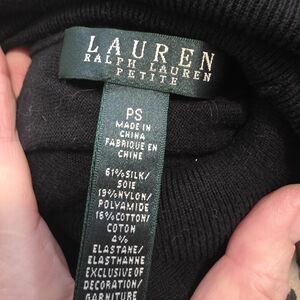 LAUREN
RALPH LAUREN
PETITE
PS
MADE IN
CHINA
FABRIQUE EN
CHINE
61%SILK/
SOIE
19%NYLON/
POLYAMIDE
16%COTTON/
COTON
4%
ELASTANE/
ELASTHANNE
EXCLUSIVE OF
DECORATION/
GARNITURE